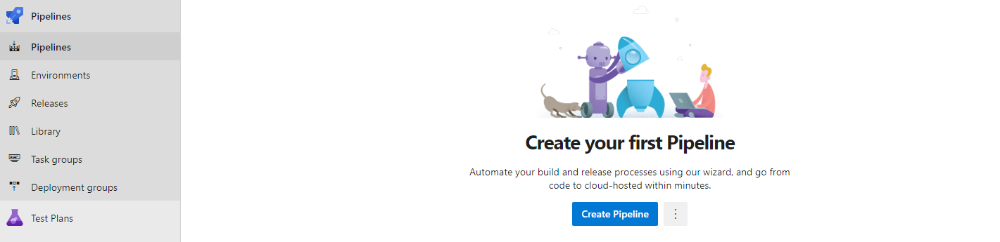 Pipelines
Pipelines
Environments
Releases
Library
Task groups
Deployment groups
Test Plans
Create your first Pipeline
Automate your build and release processes using our wizard, and go from
code to cloud-hosted within minutes.
Create Pipeline